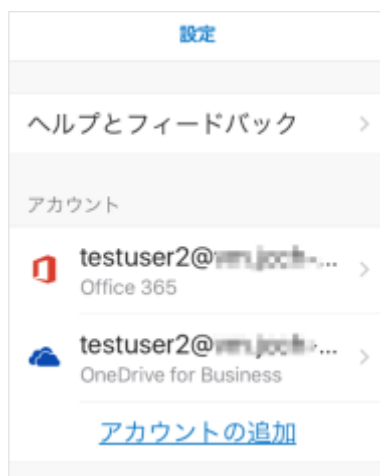 設定
ヘルプとフィードバック
アカウント
testuser2@
Office 365
testuser2@
OneDrive for Business
アカウントの追加